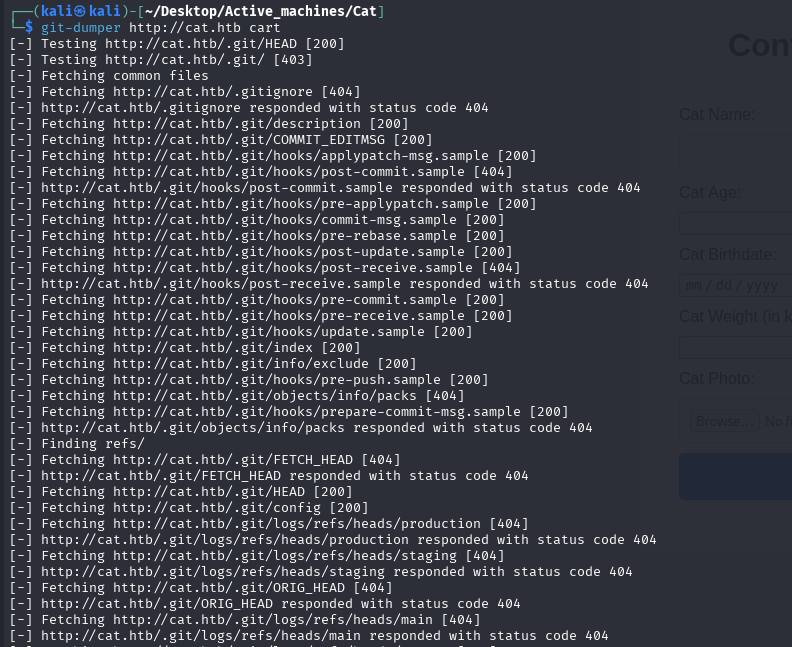 ┌──(kali㉿kali)-[~/Desktop/Active_machines/Cat]
└─$ git-dumper http://cat.htb cart
[-] Testing http://cat.htb/.git/HEAD [200]
[-] Testing http://cat.htb/.git/ [403]
[-] Fetching common files
[-] Fetching http://cat.htb/.gitignore [404]
[-] http://cat.htb/.gitignore responded with status code 404
[-] Fetching http://cat.htb/.git/description [200]
[-] Fetching http://cat.htb/.git/COMMIT_EDITMSG [200]
[-] Fetching http://cat.htb/.git/hooks/applypatch-msg.sample [200]
[-] Fetching http://cat.htb/.git/hooks/post-commit.sample [404]
[-] http://cat.htb/.git/hooks/post-commit.sample responded with status code 404
[-] Fetching http://cat.htb/.git/hooks/pre-applypatch.sample [200]
[-] Fetching http://cat.htb/.git/hooks/commit-msg.sample [200]
[-] Fetching http://cat.htb/.git/hooks/pre-rebase.sample [200]
[-] Fetching http://cat.htb/.git/hooks/post-update.sample [200]
[-] Fetching http://cat.htb/.git/hooks/post-receive.sample [404]
[-] http://cat.htb/.git/hooks/post-receive.sample responded with status code 404
[-] Fetching http://cat.htb/.git/hooks/pre-commit.sample [200]
[-] Fetching http://cat.htb/.git/hooks/pre-receive.sample [200]
[-] Fetching http://cat.htb/.git/hooks/update.sample [200]
[-] Fetching http://cat.htb/.git/index [200]
[-] Fetching http://cat.htb/.git/info/exclude [200]
[-] Fetching http://cat.htb/.git/hooks/pre-push.sample [200]
[-] Fetching http://cat.htb/.git/objects/info/packs [404]
[-] Fetching http://cat.htb/.git/hooks/prepare-commit-msg.sample [200]
[-] http://cat.htb/.git/objects/info/packs responded with status code 404
[-] Finding refs/
[-] Fetching http://cat.htb/.git/FETCH_HEAD [404]
[-] http://cat.htb/.git/FETCH_HEAD responded with status code 404
[-] Fetching http://cat.htb/.git/HEAD [200]
[-] Fetching http://cat.htb/.git/config [200]
[-] Fetching http://cat.htb/.git/logs/refs/heads/production [404]
[-] http://cat.htb/.git/logs/refs/heads/production responded with status code 404
[-] Fetching http://cat.htb/.git/logs/refs/heads/staging [404]
[-] http://cat.htb/.git/logs/refs/heads/staging responded with status code 404
[-] Fetching http://cat.htb/.git/ORIG_HEAD [404]
[-] http://cat.htb/.git/ORIG_HEAD responded with status code 404
[-] Fetching http://cat.htb/.git/logs/refs/heads/main [404]
[-] http://cat.htb/.git/logs/refs/heads/main responded with status code 404
Con
Cat Name:
Cat Age:
Cat Birthdate:
mm / dd / yyyy
Cat Weight (in k
Cat Photo:
Browse... No f